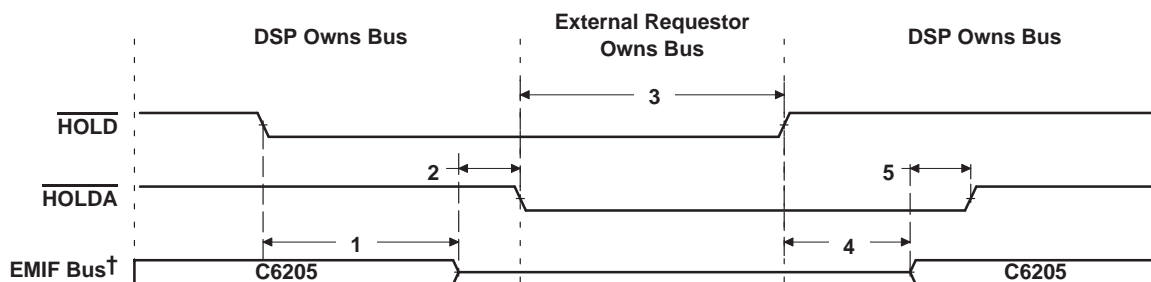 DSP Owns Bus
External Requestor
Owns Bus
DSP Owns Bus
3
HOLD
2
5
HOLDA
1
4
EMIF Bus†
C6205
C6205